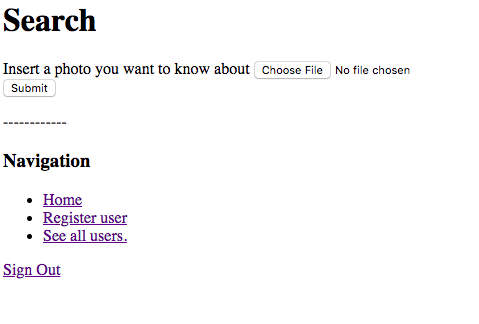 Search
Insert a photo you want to know about Choose File No file chosen
Submit
------------
Navigation
Home
Register user
See all users.
Sign Out